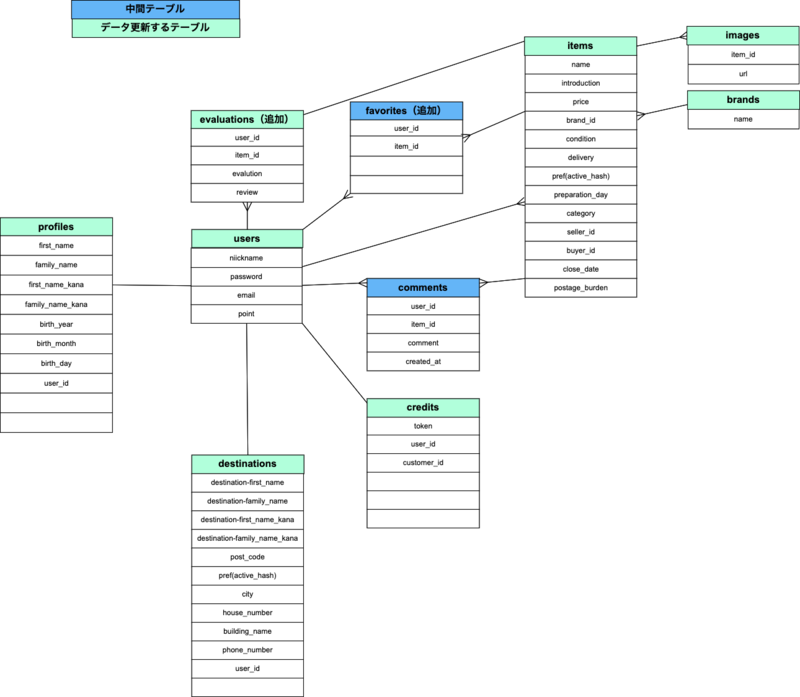 中間テーブル
データ更新するテーブル
items
name
introduction
price
brand_id
condition
delivery
pref(active_hash)
preparation_day
category
seller_id
buyer_id
close_date
postage_burden
images
item_id
url
brands
name
evaluations（追加）
user_id
item_id
evalution
review
favorites（追加）
user_id
item_id
profiles
first_name
family_name
first_name_kana
family_name_kana
birth_year
birth_month
birth_day
user_id
users
niickname
password
email
point
comments
user_id
item_id
comment
created_at
credits
token
user_id
customer_id
destinations
destination-first_name
destination-family_name
destination-first_name_kana
destination-family_name_kana
post_code
pref(active_hash)
city
house_number
building_name
phone_number
user_id